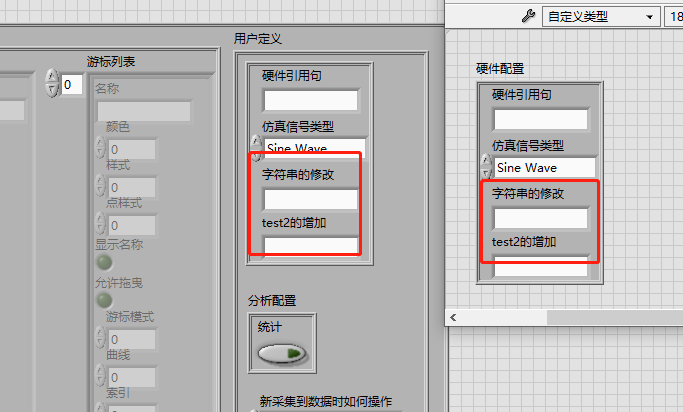 游标列表
0
名称
颜色
0
样式
0
点样式
0
显示名称
允许拖曳
游标模式
0
曲线
0
索引
用户定义
硬件引用句
仿真信号类型
Sine Wave
字符串的修改
test2的增加
分析配置
统计
新采集到数据时如何操作
自定义类型
18
硬件配置
硬件引用句
仿真信号类型
Sine Wave
字符串的修改
test2的增加